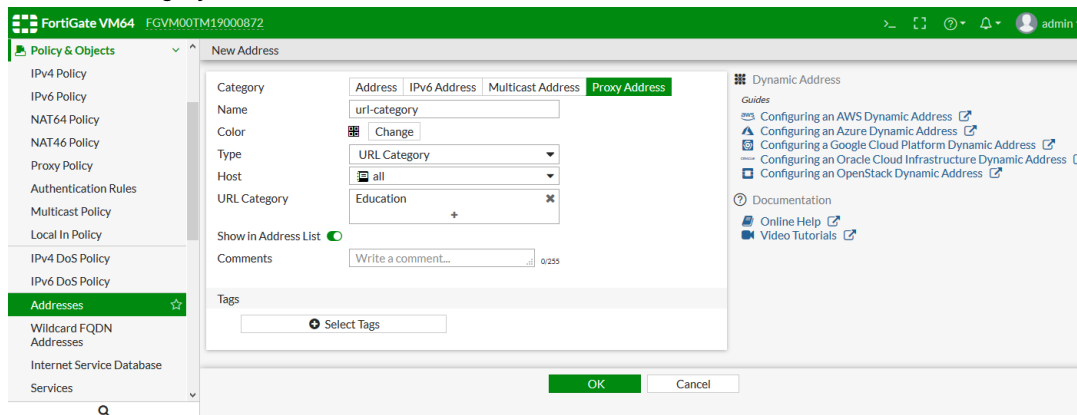 FortiGate VM64 FGVM00TM19000872
>_ admin
Policy & Objects
IPv4 Policy
IPv6 Policy
NAT64 Policy
NAT46 Policy
Proxy Policy
Authentication Rules
Multicast Policy
Local In Policy
IPv4 DoS Policy
IPv6 DoS Policy
Addresses
Wildcard FQDN
Addresses
Internet Service Database
Services
New Address
Category Address IPv6 Address Multicast Address Proxy Address
Name url-category
Color Change
Type URL Category
Host all
URL Category Education
+
Show in Address List
Comments Write a comment... 0/255
Tags
Select Tags
OK Cancel
Dynamic Address
Guides
aws Configuring an AWS Dynamic Address
Configuring an Azure Dynamic Address
Configuring a Google Cloud Platform Dynamic Address
Configuring an Oracle Cloud Infrastructure Dynamic Address
Configuring an OpenStack Dynamic Address
Documentation
Online Help
Video Tutorials